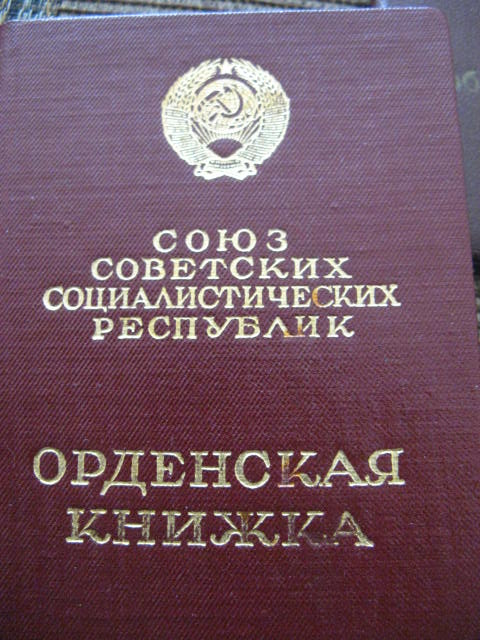 СОЮЗ
СОВЕТСКИХ
СОЦИАЛИСТИЧЕСКИХ
РЕСПУБЛИК
ОРДЕНСКАЯ
КНИЖКА